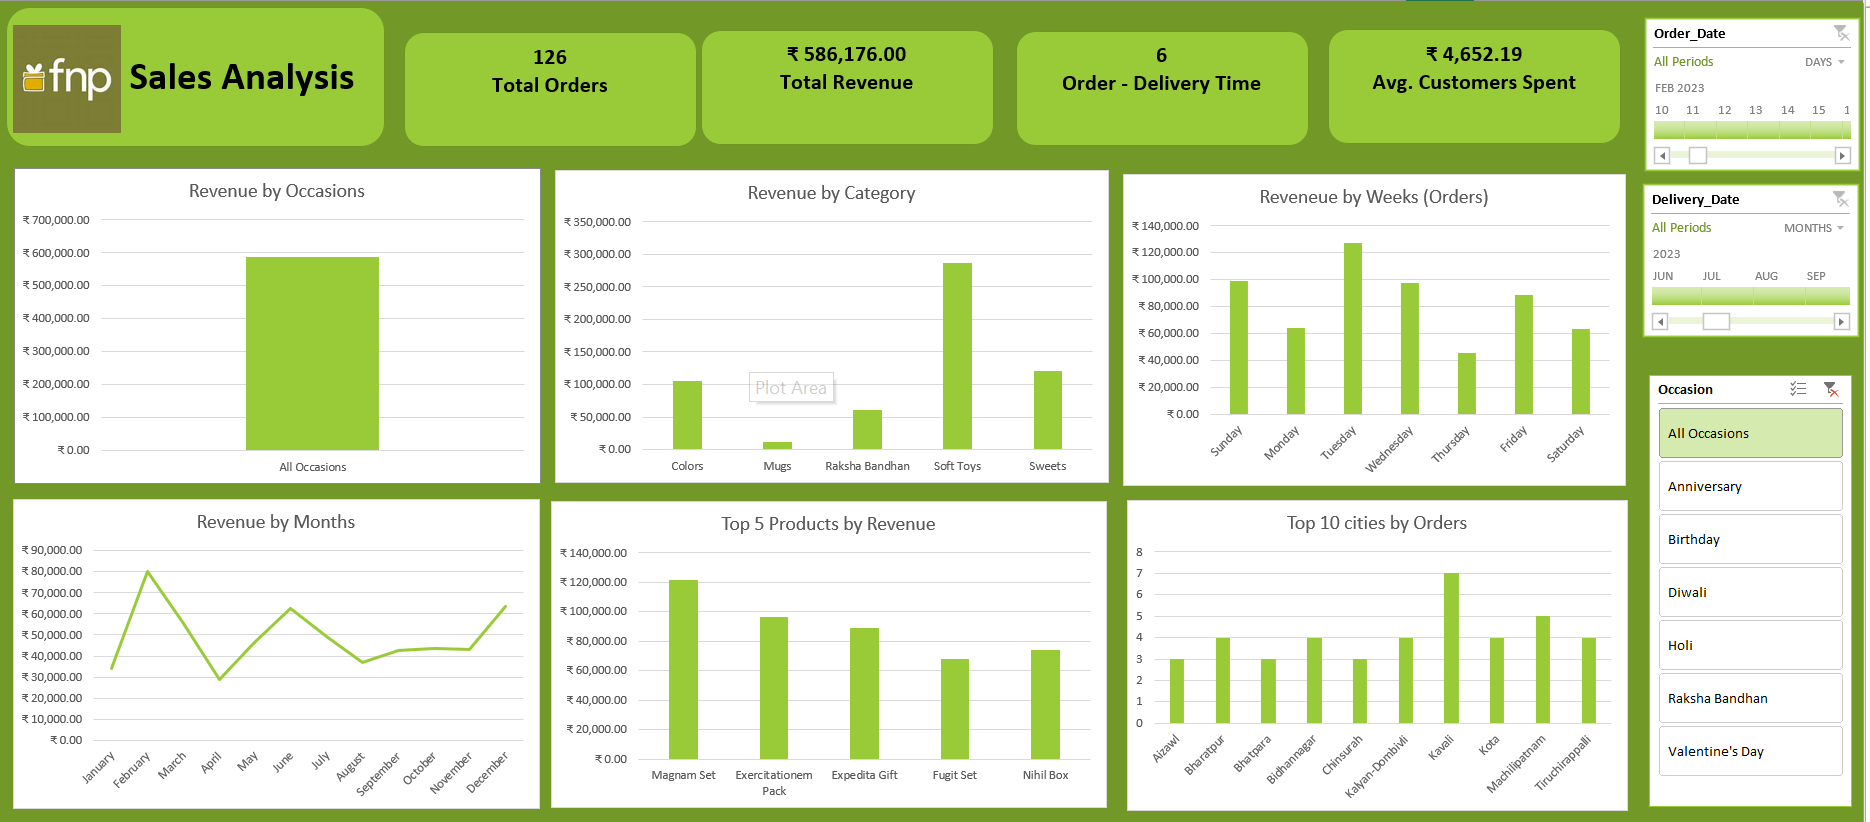 fnp
Sales Analysis
126
Total Orders
₹ 586,176.00
Total Revenue
6
Order - Delivery Time
₹ 4,652.19
Avg. Customers Spent
Order_Date
All Periods
DAYS
FEB 2023
10 11 12 13 14 15 1
Delivery_Date
All Periods
MONTHS
2023
JUN JUL AUG SEP
Occasion
All Occasions
Anniversary
Birthday
Diwali
Holi
Raksha Bandhan
Valentine's Day
Revenue by Occasions
₹ 700,000.00
₹ 600,000.00
₹ 500,000.00
₹ 400,000.00
₹ 300,000.00
₹ 200,000.00
₹ 100,000.00
₹ 0.00
All Occasions
Revenue by Category
₹ 350,000.00
₹ 300,000.00
₹ 250,000.00
₹ 200,000.00
₹ 150,000.00
₹ 100,000.00
₹ 50,000.00
₹ 0.00
Plot Area
Colors Mugs Raksha Bandhan Soft Toys Sweets
Reveneue by Weeks (Orders)
₹ 140,000.00
₹ 120,000.00
₹ 100,000.00
₹ 80,000.00
₹ 60,000.00
₹ 40,000.00
₹ 20,000.00
₹ 0.00
Sunday Monday Tuesday Wednesday Thursday Friday Saturday
Revenue by Months
₹ 90,000.00
₹ 80,000.00
₹ 70,000.00
₹ 60,000.00
₹ 50,000.00
₹ 40,000.00
₹ 30,000.00
₹ 20,000.00
₹ 10,000.00
₹ 0.00
January February March April May June July August September October November December
Top 5 Products by Revenue
₹ 140,000.00
₹ 120,000.00
₹ 100,000.00
₹ 80,000.00
₹ 60,000.00
₹ 40,000.00
₹ 20,000.00
₹ 0.00
Magnam Set Exercitationem Expedita Gift Fugit Set Nihil Box
Pack
Top 10 cities by Orders
8
7
6
5
4
3
2
1
0
Aizawl Bharatpur Bhatpara Bidhannagar Chinsurah Kalyan-Dombivli Kavali Kota Machilipatnam Tiruchirappalli